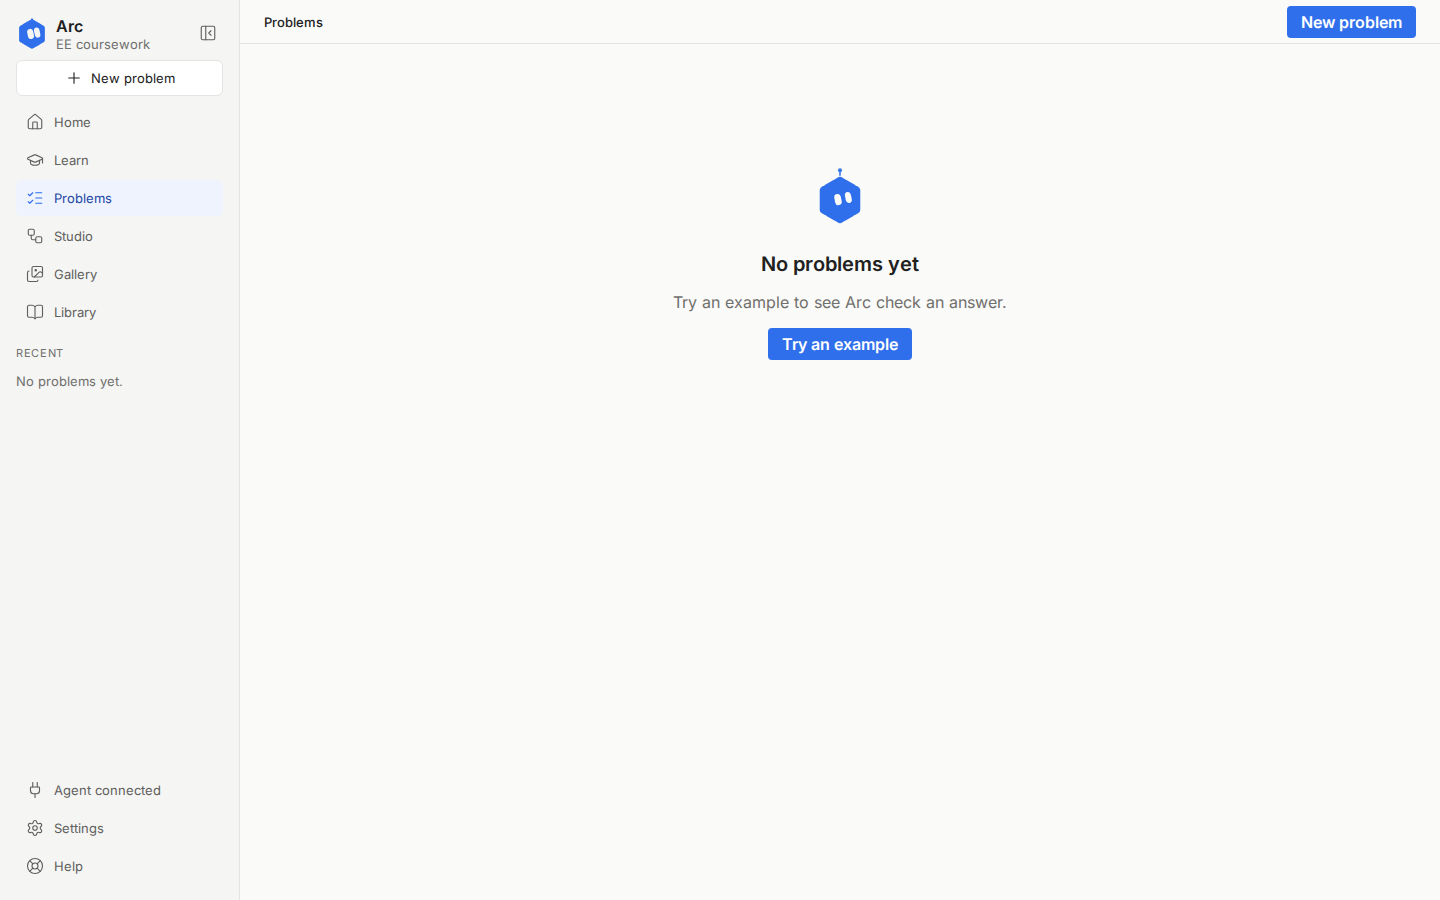 Arc
EE coursework
New problem
Home
Learn
Problems
Studio
Gallery
Library
RECENT
No problems yet.
Agent connected
Settings
Help
Problems
New problem
No problems yet
Try an example to see Arc check an answer.
Try an example